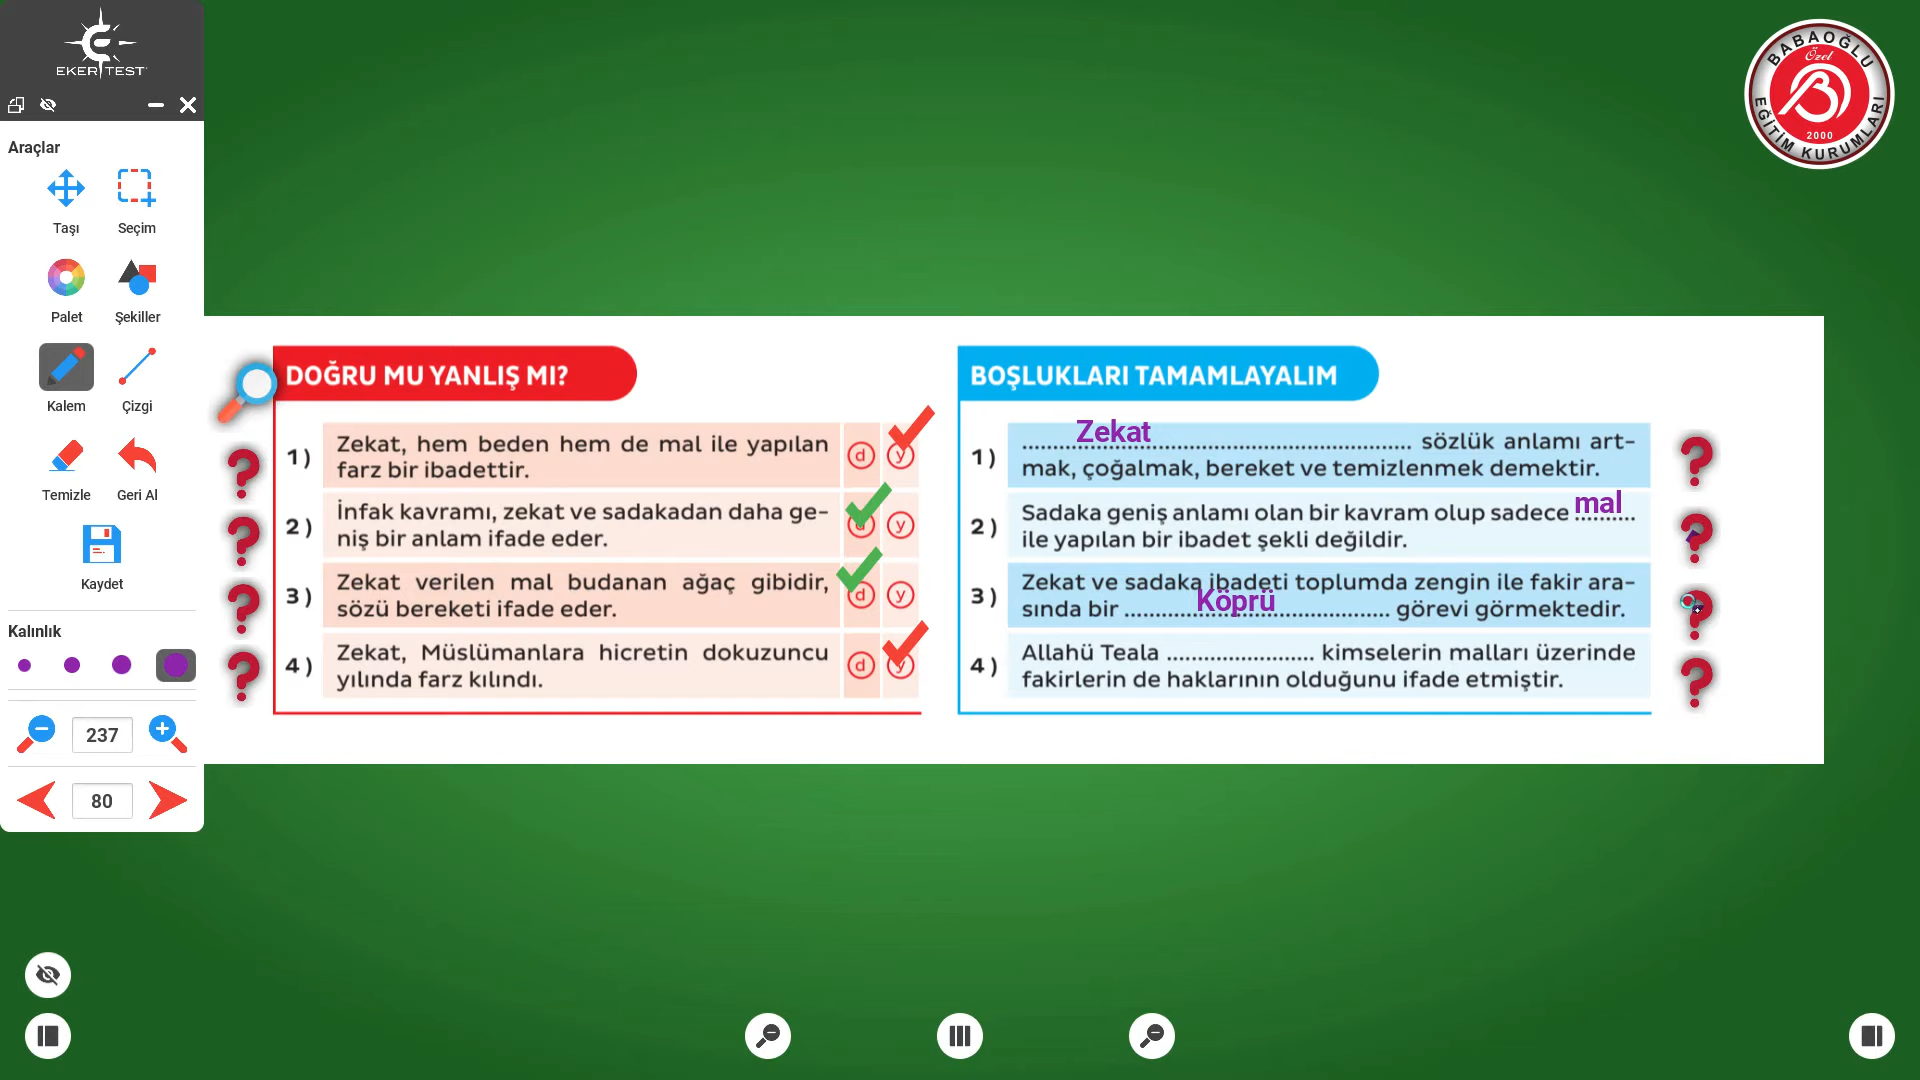 EKER TEST
Araçlar
Taşı
Seçim
Palet
Şekiller
Kalem
Çizgi
Temizle
Geri Al
Kaydet
Kalınlık
237
80
DOĞRU MU YANLIŞ MI?
1) Zekat, hem beden hem de mal ile yapılan d y
farz bir ibadettir.
2) İnfak kavramı, zekat ve sadakadan daha ge- d y
niş bir anlam ifade eder.
3) Zekat verilen mal budanan ağaç gibidir, d y
sözü bereketi ifade eder.
4) Zekat, Müslümanlara hicretin dokuzuncu d y
yılında farz kılındı.
BOŞLUKLARI TAMAMLAYALIM
1) Zekat sözlük anlamı art-
mak, çoğalmak, bereket ve temizlenmek demektir.
2) Sadaka geniş anlamı olan bir kavram olup sadece mal
ile yapılan bir ibadet şekli değildir.
3) Zekat ve sadaka ibadeti toplumda zengin ile fakir ara-
sında bir Köprü görevi görmektedir.
4) Allahü Teala ........................ kimselerin malları üzerinde
fakirlerin de haklarının olduğunu ifade etmiştir.
BABAOĞLU
Özel
B
2000
EĞİTİM KURUMLARI